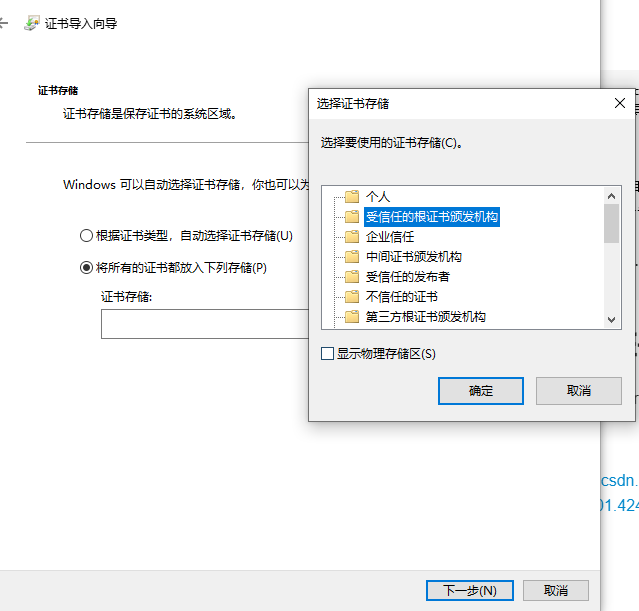 证书导入向导
证书存储
证书存储是保存证书的系统区域。
Windows 可以自动选择证书存储，你也可以为
根据证书类型，自动选择证书存储(U)
将所有的证书都放入下列存储(P)
证书存储:
选择证书存储
选择要使用的证书存储(C)。
个人
受信任的根证书颁发机构
企业信任
中间证书颁发机构
受信任的发布者
不信任的证书
第三方根证书颁发机构
显示物理存储区(S)
确定
取消
csdn.
01.424
下一步(N)
取消